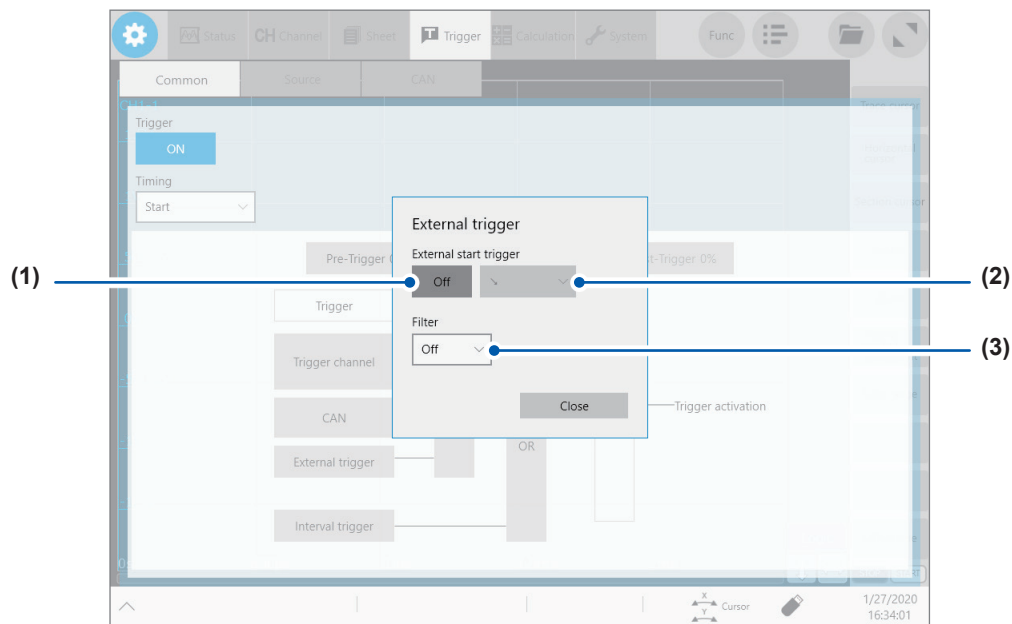 Status CH Channel Sheet Trigger Calculation System Func
Common Source CAN
Trigger
ON
Timing
Start
External trigger
External start trigger
Pre-Trigger
t-Trigger 0%
(1)
Off
(2)
Trigger
Filter
Off
(3)
Trigger channel
Close
Trigger activation
CAN
OR
External trigger
Interval trigger
X
Y
Cursor
1/27/2020
16:34:01